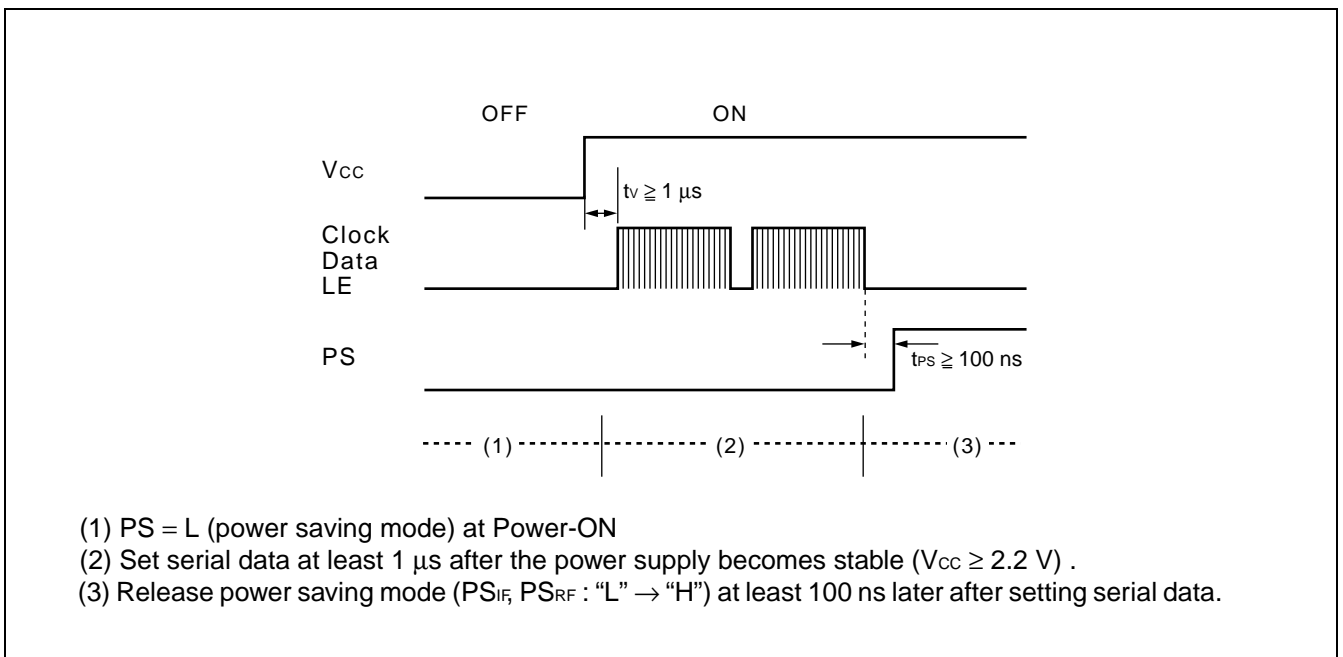 OFF ON
Vcc
tv ≧ 1 μs
Clock
Data
LE
PS
tPS ≧ 100 ns
(1) (2) (3)
(1) PS = L (power saving mode) at Power-ON
(2) Set serial data at least 1 μs after the power supply becomes stable (Vcc ≥ 2.2 V) .
(3) Release power saving mode (PSIF, PSRF : “L” → “H”) at least 100 ns later after setting serial data.